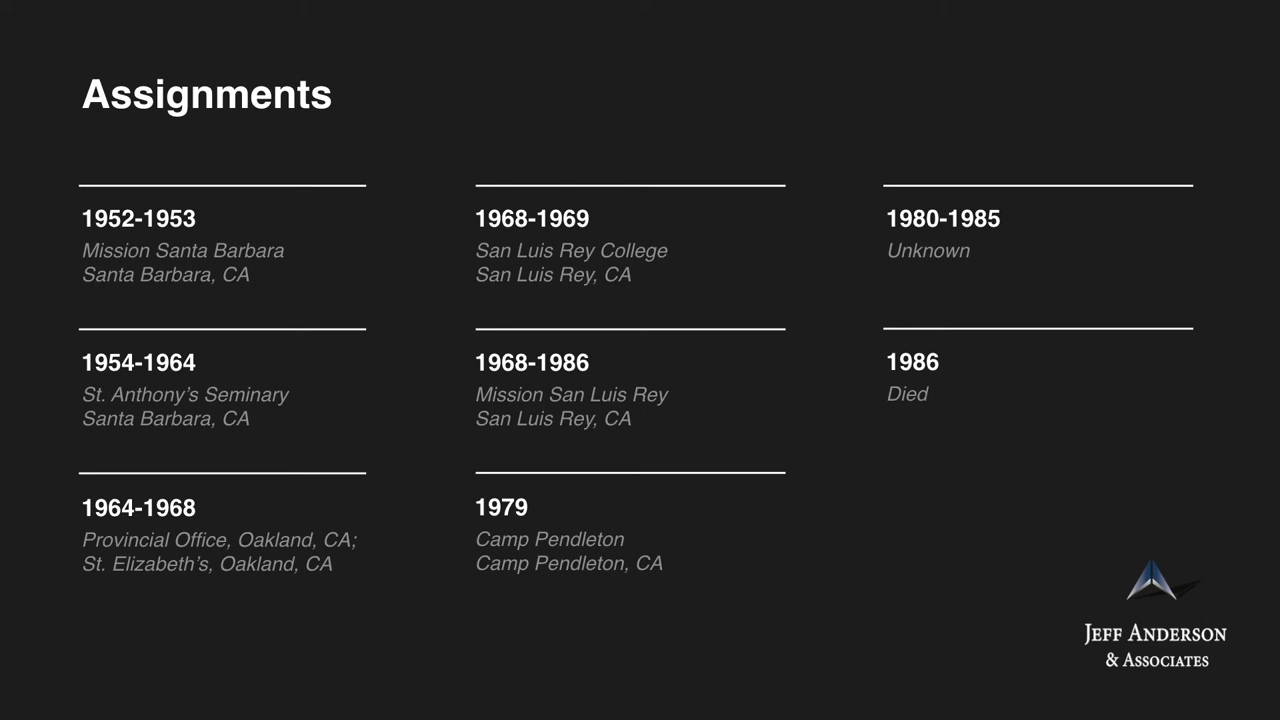 Assignments
1952-1953
Mission Santa Barbara
Santa Barbara, CA
1954-1964
St. Anthony’s Seminary
Santa Barbara, CA
1964-1968
Provincial Office, Oakland, CA;
St. Elizabeth’s, Oakland, CA
1968-1969
San Luis Rey College
San Luis Rey, CA
1968-1986
Mission San Luis Rey
San Luis Rey, CA
1979
Camp Pendleton
Camp Pendleton, CA
1980-1985
Unknown
1986
Died
JEFF ANDERSON
& ASSOCIATES